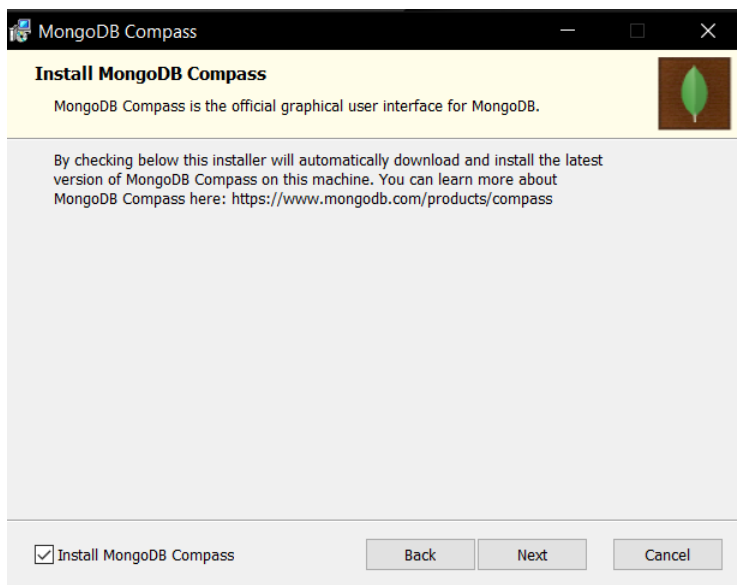 MongoDB Compass
Install MongoDB Compass
MongoDB Compass is the official graphical user interface for MongoDB.
By checking below this installer will automatically download and install the latest
version of MongoDB Compass on this machine. You can learn more about
MongoDB Compass here: https://www.mongodb.com/products/compass
Install MongoDB Compass
Back
Next
Cancel